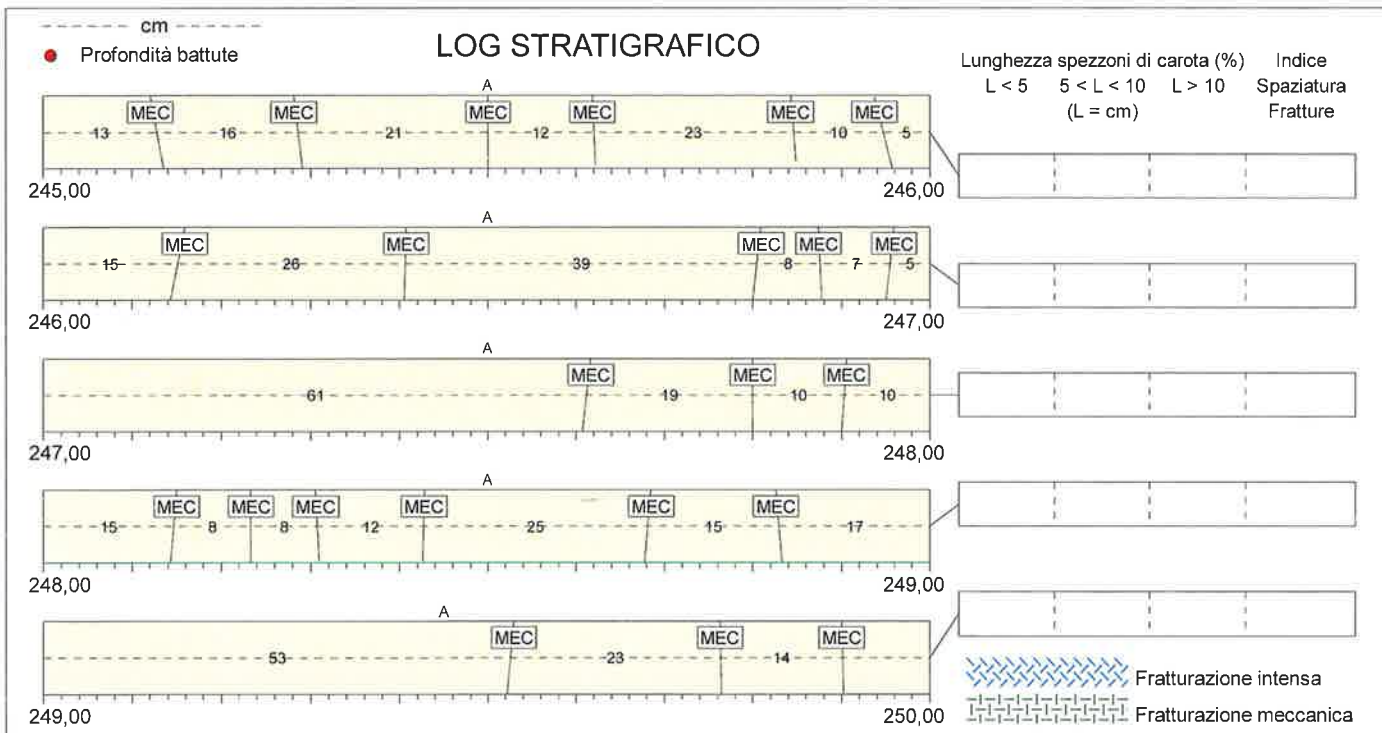 cm
Profondità battute
LOG STRATIGRAFICO
Lunghezza spezzoni di carota (%)
L < 5 5 < L < 10 L > 10
(L = cm)
Indice
Spaziatura
Fratture
A
MEC MEC MEC MEC MEC MEC
13 16 21 12 23 10 5
245,00 246,00
A
MEC MEC MEC MEC MEC
15 26 39 8 7 5
246,00 247,00
A
MEC MEC MEC
61 19 10 10
247,00 248,00
A
MEC MEC MEC MEC MEC MEC
15 8 8 12 25 15 17
248,00 249,00
A
MEC MEC MEC
53 23 14
249,00 250,00
Fratturazione intensa
Fratturazione meccanica